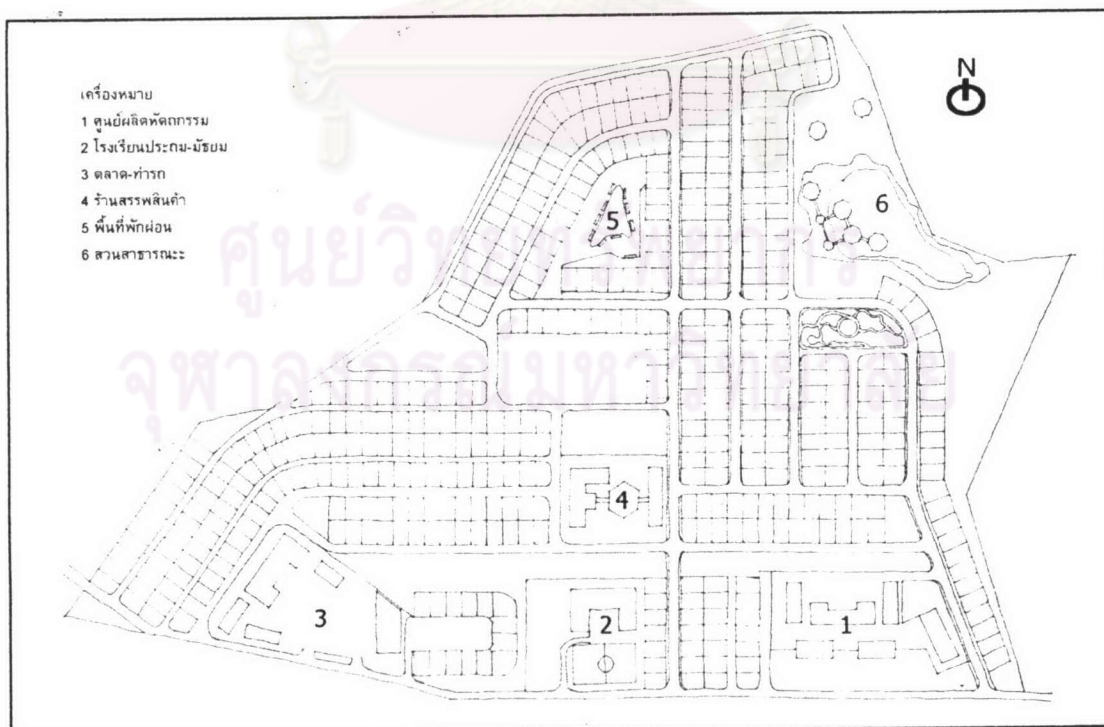 เครื่องหมาย
1 ศูนย์ผลิตหัตถกรรม
2 โรงเรียนประถม-มัธยม
3 ตลาด-ท่ารถ
4 ร้านสรรพสินค้า
5 พื้นที่พักผ่อน
6 สวนสาธารณะะ
N
5
6
ศูนย์วิทยทรัพยากร
จุฬาลงกรณ์มหาวิทยาลัย
4
3
2
1